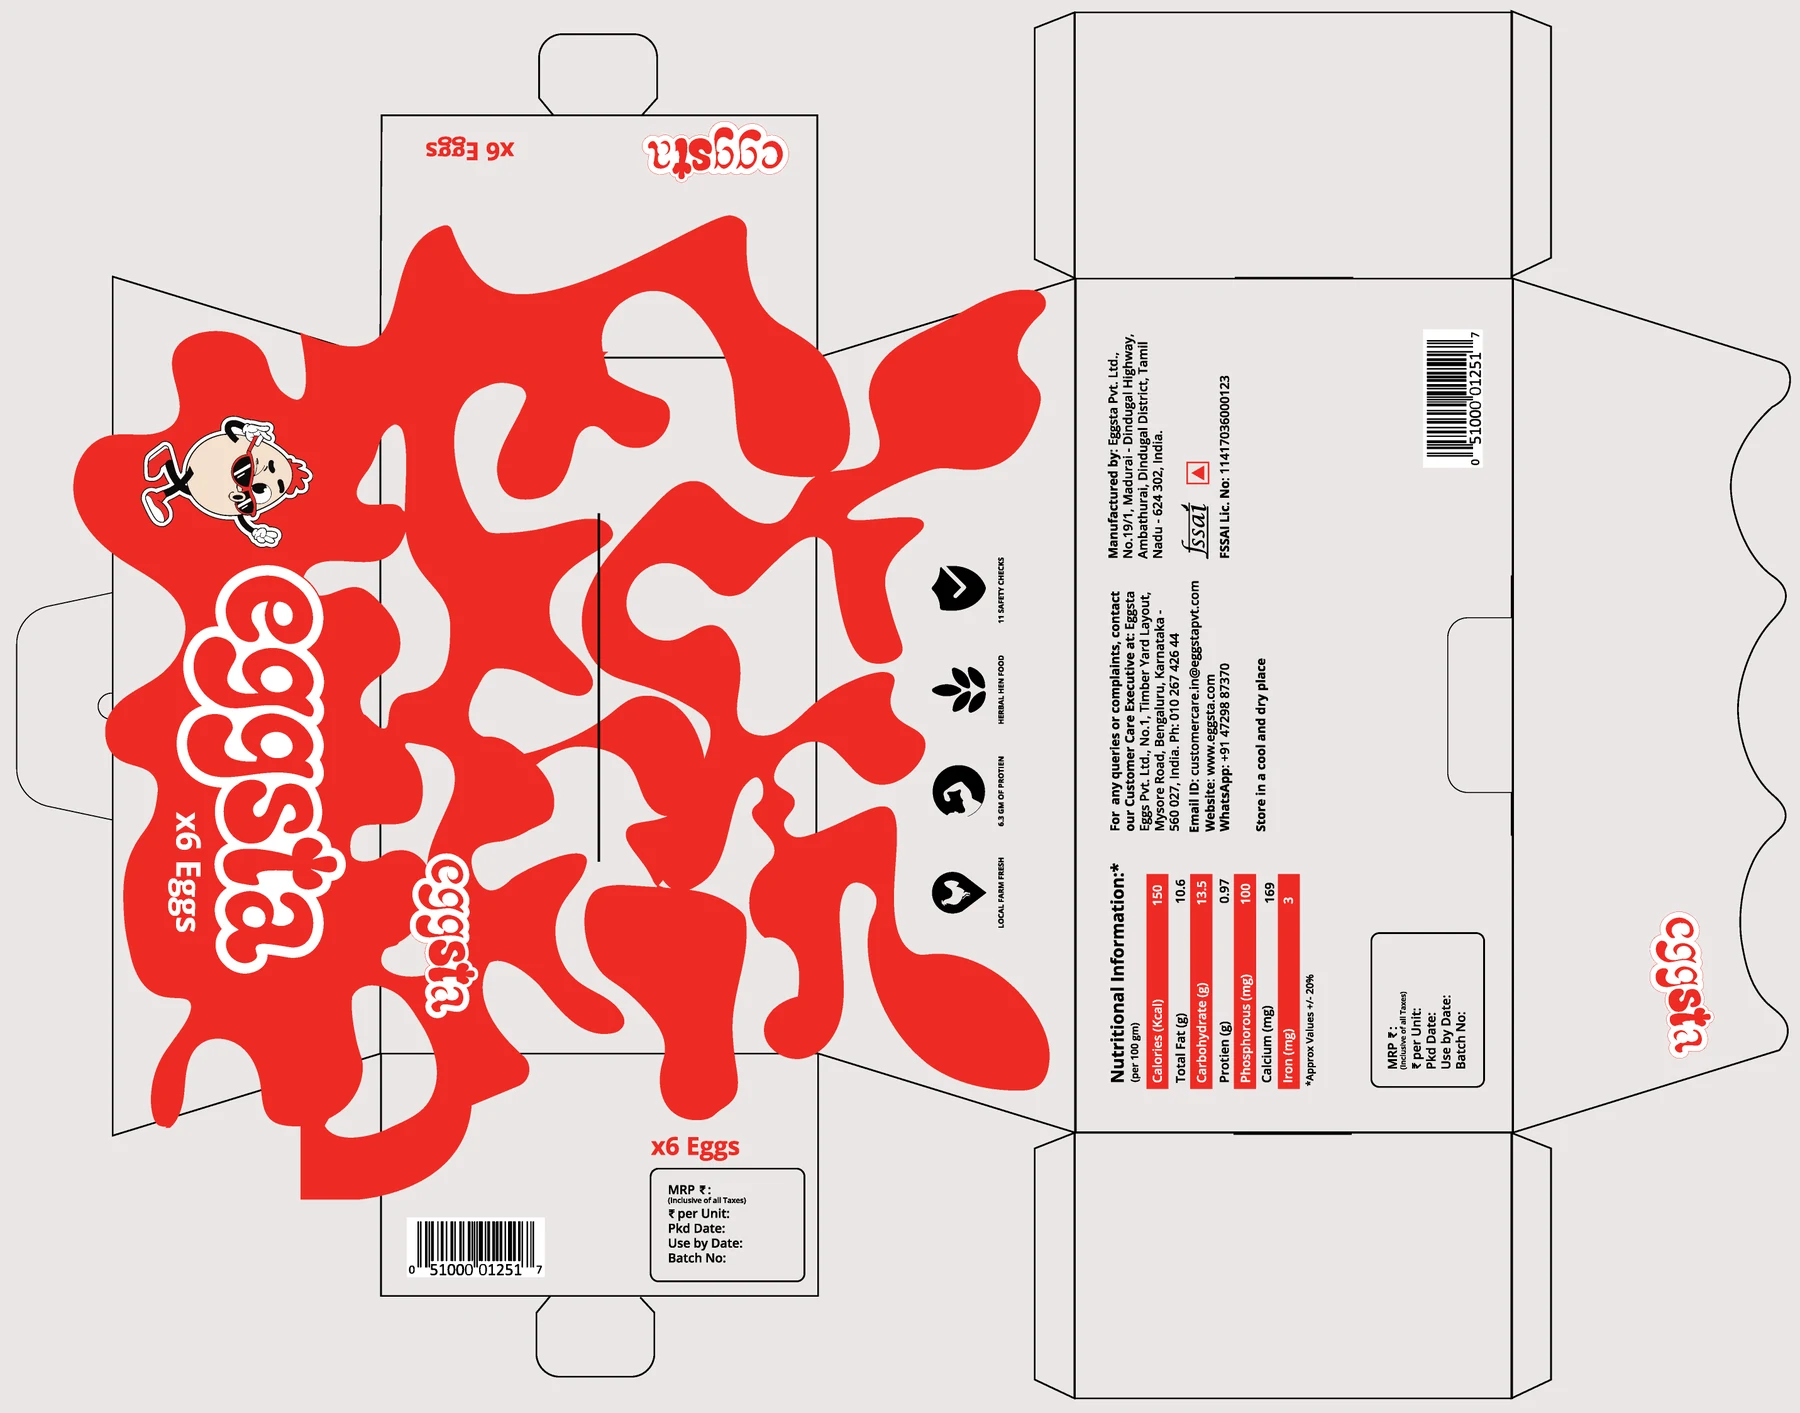 x6 Eggs
eggsta
eggsta
x6 Eggs
eggsta
x6 Eggs
MRP ₹ :
(Inclusive of all Taxes)
₹ per Unit:
Pkd Date:
Use by Date:
Batch No:
0 51000 01251 7
11 SAFETY CHECKS
HERBAL HEN FOOD
6.3 GM OF PROTIEN
LOCAL FARM FRESH
Manufactured by: Eggsta Pvt. Ltd.,
No.19/1, Madurai - Dindugal Highway,
Ambathurai, Dindugal District, Tamil
Nadu - 624 302, India.
fssai
FSSAI Lic. No: 11417036000123
For any queries or complaints, contact
our Customer Care Executive at: Eggsta
Eggs Pvt. Ltd., No.1, Timber Yard Layout,
Mysore Road, Bengaluru, Karnataka -
560 027, India. Ph: 010 267 426 44
Email ID: customercare.in@eggstapvt.com
Website: www.eggsta.com
WhatsApp: +91 47298 87370
Store in a cool and dry place
Nutritional Information:*
(per 100 gm)
Calories (Kcal) 150
Total Fat (g) 10.6
Carbohydrate (g) 13.5
Protien (g) 0.97
Phosphorous (mg) 100
Calcium (mg) 169
Iron (mg) 3
*Approx Values +/- 20%
0 51000 01251 7
MRP ₹ :
(Inclusive of all Taxes)
₹ per Unit:
Pkd Date:
Use by Date:
Batch No:
eggsta